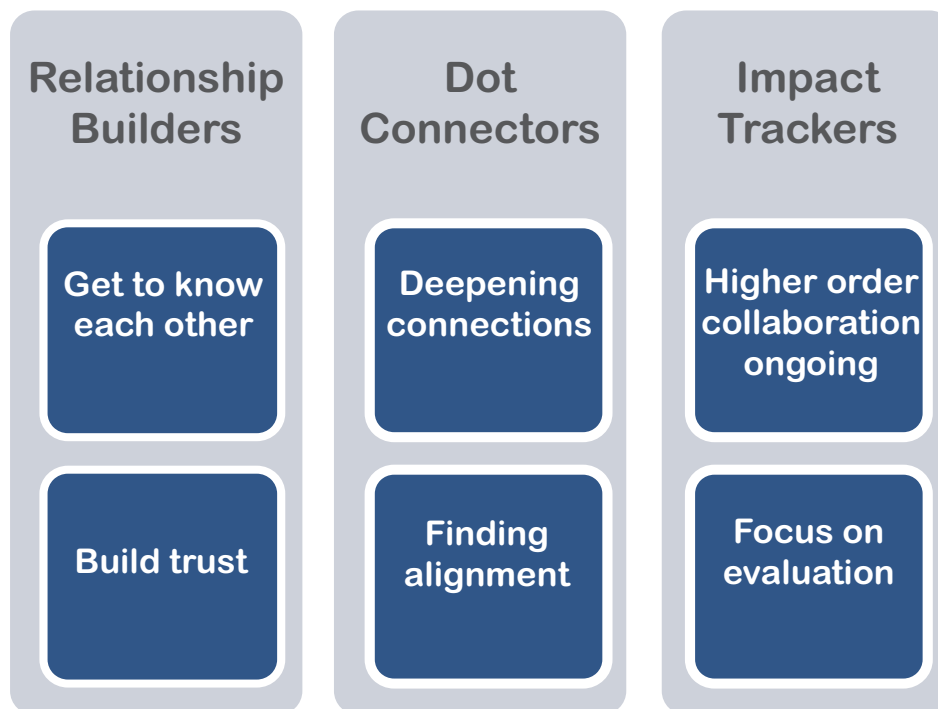 Relationship
Builders
Get to know
each other
Build trust
Dot
Connectors
Deepening
connections
Finding
alignment
Impact
Trackers
Higher order
collaboration
ongoing
Focus on
evaluation